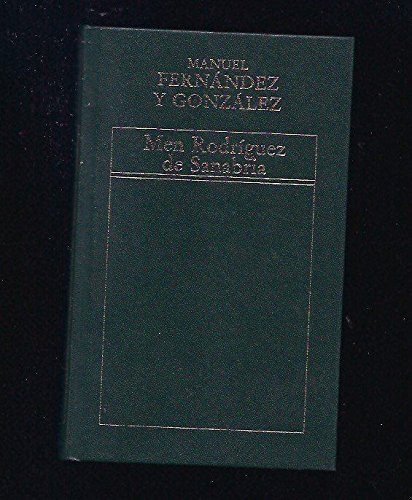 MANUEL
FERNÁNDEZ
Y GONZÁLEZ
Men Rodríguez
de Sanabria